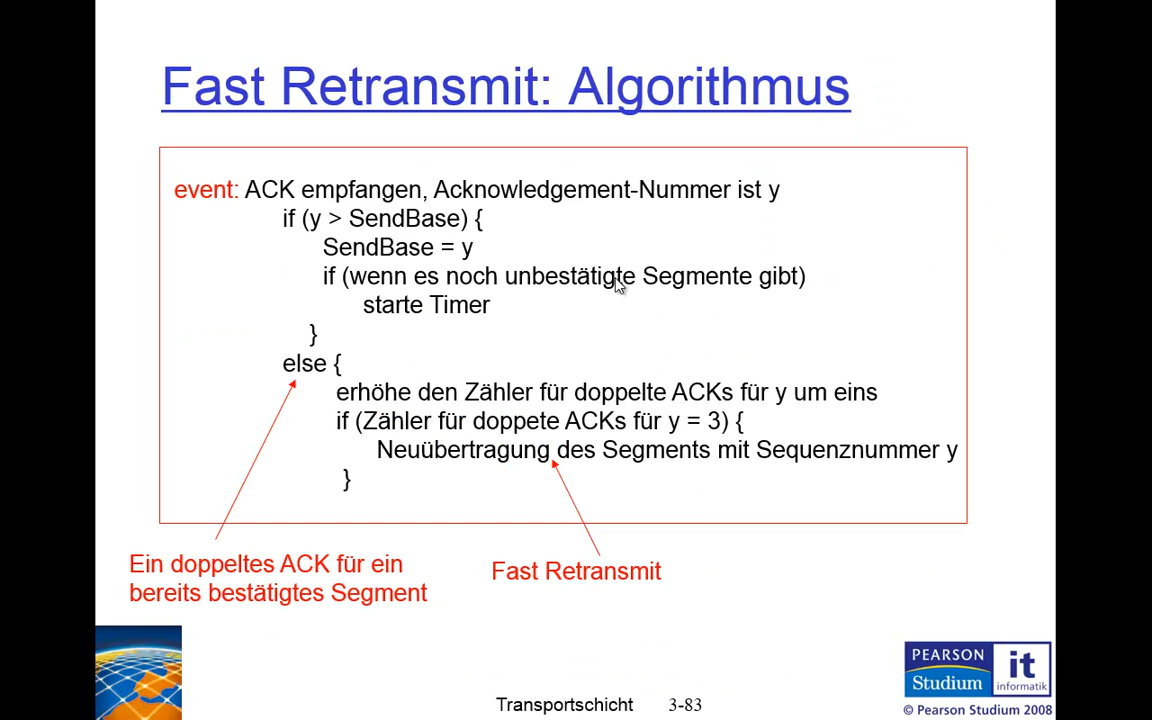 Fast Retransmit: Algorithmus
event: ACK empfangen, Acknowledgement-Nummer ist y
if (y > SendBase) {
SendBase = y
if (wenn es noch unbestätigte Segmente gibt)
starte Timer
}
else {
erhöhe den Zähler für doppelte ACKs für y um eins
if (Zähler für doppete ACKs für y = 3) {
Neuübertragung des Segments mit Sequenznummer y
}
Ein doppeltes ACK für ein
bereits bestätigtes Segment
Fast Retransmit
Transportschicht 3-83
PEARSON
Studium
it
informatik
© Pearson Studium 2008